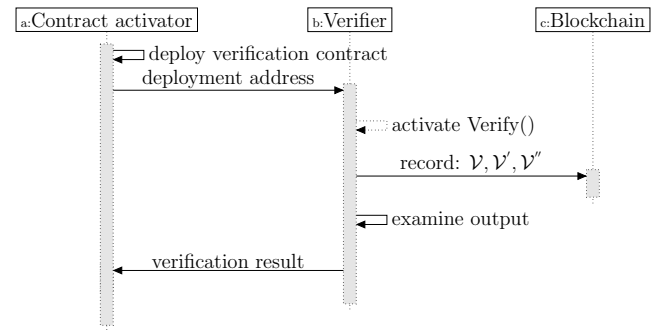 a:Contract activator
b:Verifier
c:Blockchain
deploy verification contract
deployment address
activate Verify()
record: 𝒱, 𝒱′, 𝒱″
examine output
verification result